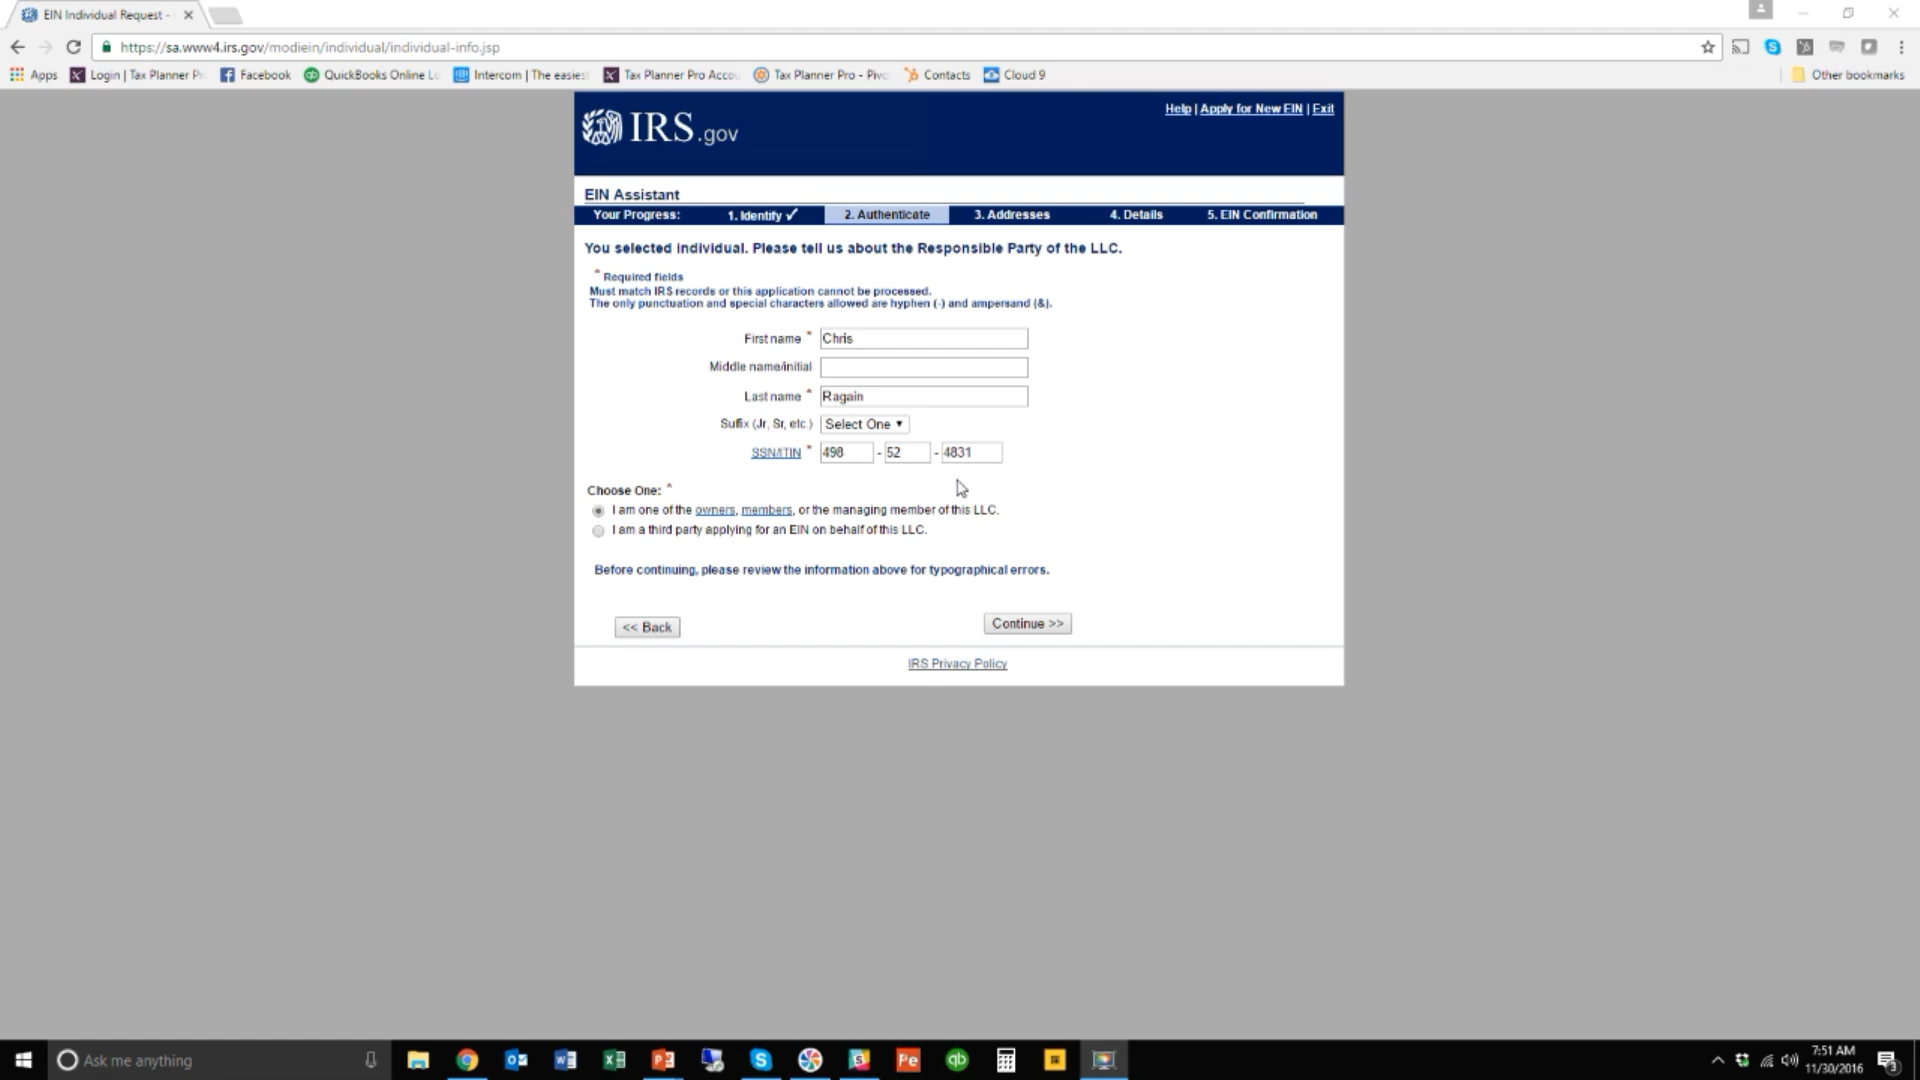 EIN Individual Request -
https://sa.www4.irs.gov/modiein/individual/individual-info.jsp
Apps Login | Tax Planner Pr Facebook QuickBooks Online Lo Intercom | The easies Tax Planner Pro Accou Tax Planner Pro - Pivo Contacts Cloud 9 Other bookmarks
IRS.gov
Help | Apply for New EIN | Exit
EIN Assistant
Your Progress: 1. Identify ✓ 2. Authenticate 3. Addresses 4. Details 5. EIN Confirmation
You selected individual. Please tell us about the Responsible Party of the LLC.
* Required fields
Must match IRS records or this application cannot be processed.
The only punctuation and special characters allowed are hyphen (-) and ampersand (&).
First name * Chris
Middle name/initial
Last name * Ragain
Suffix (Jr, Sr, etc.) Select One
SSN/ITIN * 498 - 52 - 4831
Choose One: *
I am one of the owners, members, or the managing member of this LLC.
I am a third party applying for an EIN on behalf of this LLC.
Before continuing, please review the information above for typographical errors.
<< Back Continue >>
IRS Privacy Policy
Ask me anything
7:51 AM
11/30/2016